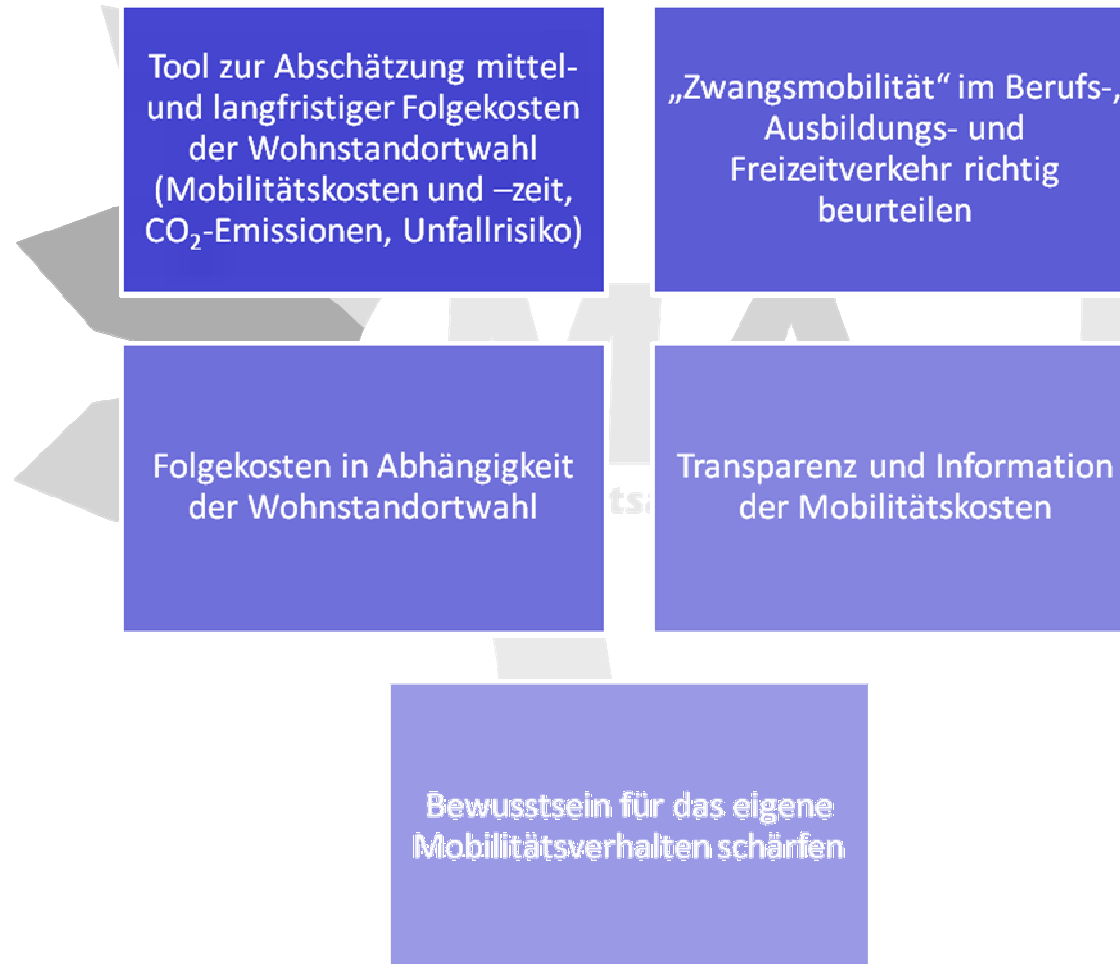 Tool zur Abschätzung mittel-
und langfristiger Folgekosten
der Wohnstandortwahl
(Mobilitätskosten und –zeit,
CO₂-Emissionen, Unfallrisiko)
„Zwangsmobilität“ im Berufs-,
Ausbildungs- und
Freizeitverkehr richtig
beurteilen
Folgekosten in Abhängigkeit
der Wohnstandortwahl
Transparenz und Information
der Mobilitätskosten
Bewusstsein für das eigene
Mobilitätsverhalten schärfen